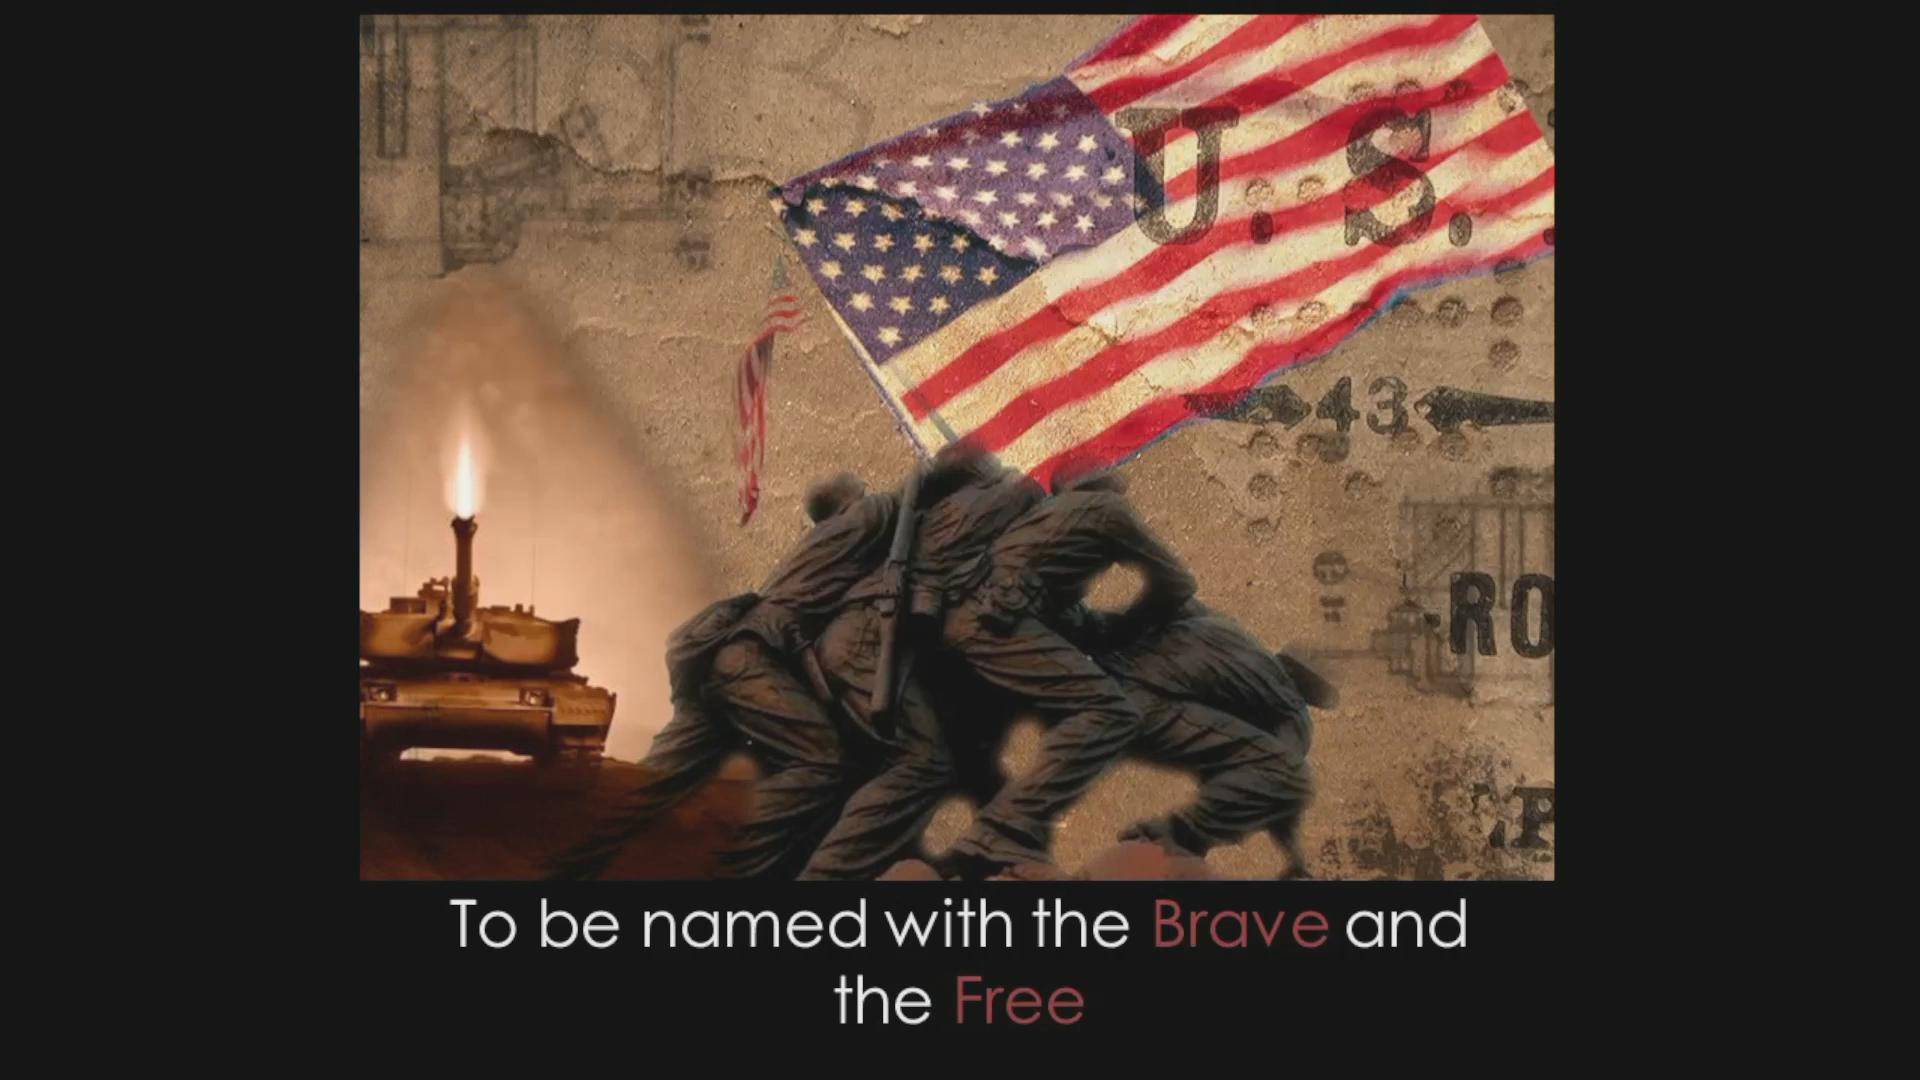 U. S.
43
RO
P
To be named with the Brave and
the Free